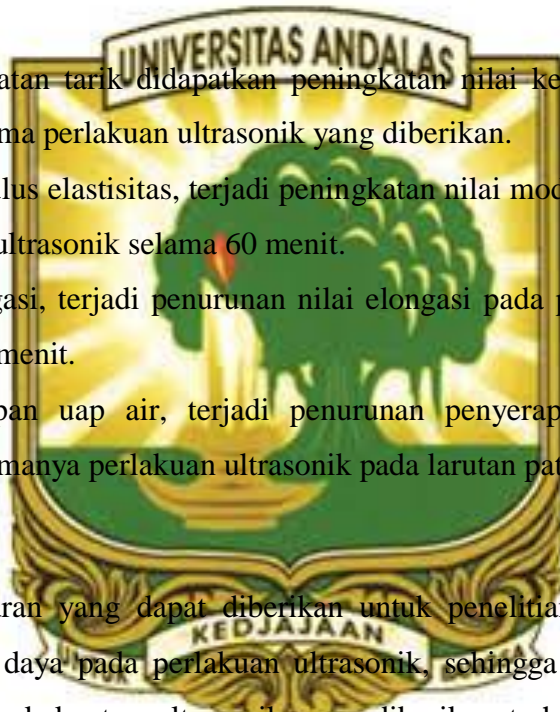 UNIVERSITAS ANDALAS
atan tarik didapatkan peningkatan nilai ke
ma perlakuan ultrasonik yang diberikan.
lus elastisitas, terjadi peningkatan nilai mod
ultrasonik selama 60 menit.
gasi, terjadi penurunan nilai elongasi pada p
menit.
pan uap air, terjadi penurunan penyerap
manya perlakuan ultrasonik pada larutan pat
ran yang dapat diberikan untuk penelitian
KEDJAJAAN
UNTUK
daya pada perlakuan ultrasonik, sehingga